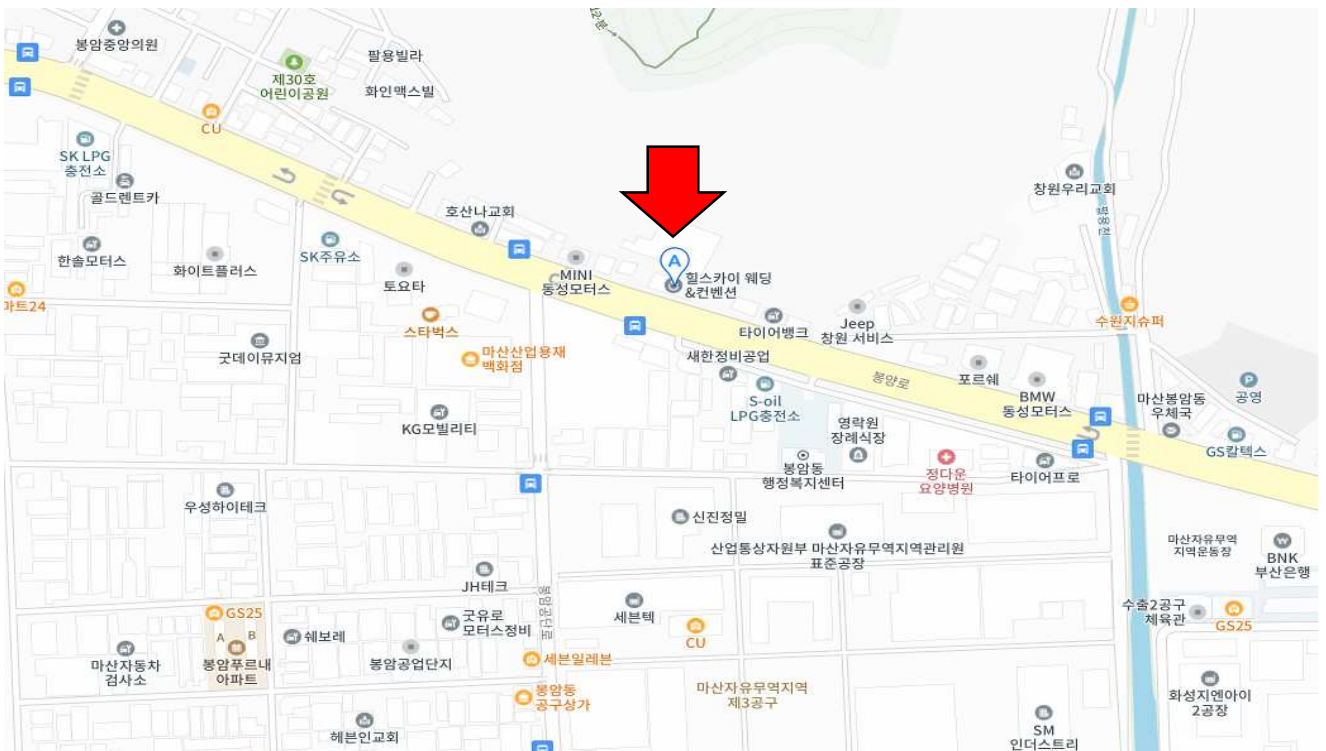 봉암중앙의원
제30호
어린이공원
팔용빌라
화인맥스빌
CU
SK LPG
충전소
골드렌트카
한솔모터스
화이트플러스
SK주유소
호산나교회
토요타
MINI
동성모터스
A
힐스카이 웨딩
&컨벤션
타이어뱅크
Jeep
창원 서비스
창원우리교회
팔용천
수원지슈퍼
마트24
굿데이뮤지엄
스타벅스
마산산업용재
백화점
새한정비공업
S-oil
LPG충전소
봉양로
포르쉐
BMW
동성모터스
마산봉암동
우체국
P
공영
GS칼텍스
KG모빌리티
영락원
장례식장
봉암동
행정복지센터
정다운
요양병원
타이어프로
우성하이테크
신진정밀
산업통상자원부 마산자유무역지역관리원
표준공장
마산자유무역
지역운동장
BNK
부산은행
JH테크
봉암공단로
GS25
A B
봉암푸르내
아파트
쉐보레
굿유로
모터스정비
세븐텍
CU
수출2공구
체육관
GS25
마산자동차
검사소
봉암공업단지
세븐일레븐
봉암동
공구상가
마산자유무역지역
제3공구
화성지엔아이
2공장
헤븐인교회
SM
인더스트리